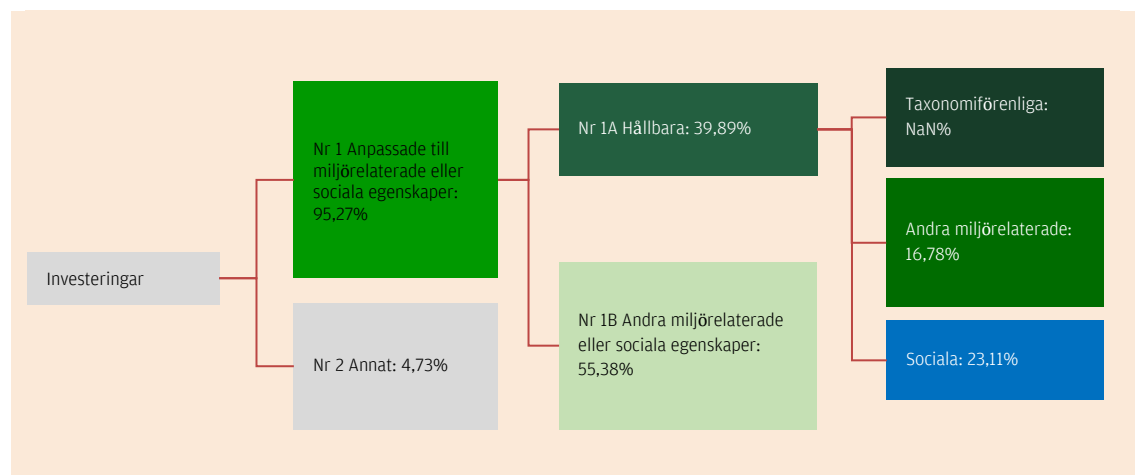 Investeringar
Nr 1 Anpassade till
miljörelaterade eller
sociala egenskaper:
95,27%
Nr 2 Annat: 4,73%
Nr 1A Hållbara: 39,89%
Nr 1B Andra miljörelaterade
eller sociala egenskaper:
55,38%
Taxonomiförenliga:
NaN%
Andra miljörelaterade:
16,78%
Sociala: 23,11%